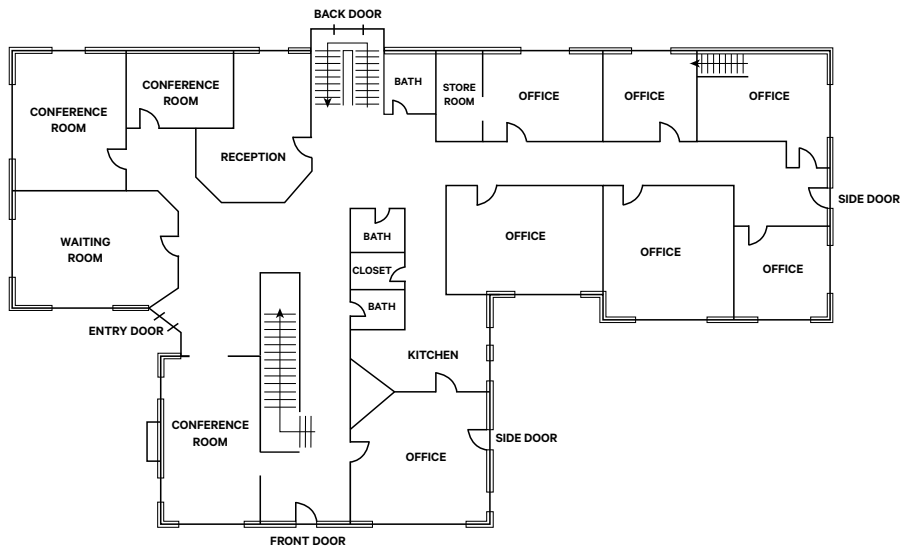 BACK DOOR
CONFERENCE
ROOM
CONFERENCE
ROOM
BATH
STORE
ROOM
OFFICE
OFFICE
OFFICE
RECEPTION
SIDE DOOR
WAITING
ROOM
BATH
OFFICE
OFFICE
CLOSET
OFFICE
BATH
ENTRY DOOR
KITCHEN
CONFERENCE
ROOM
SIDE DOOR
OFFICE
FRONT DOOR